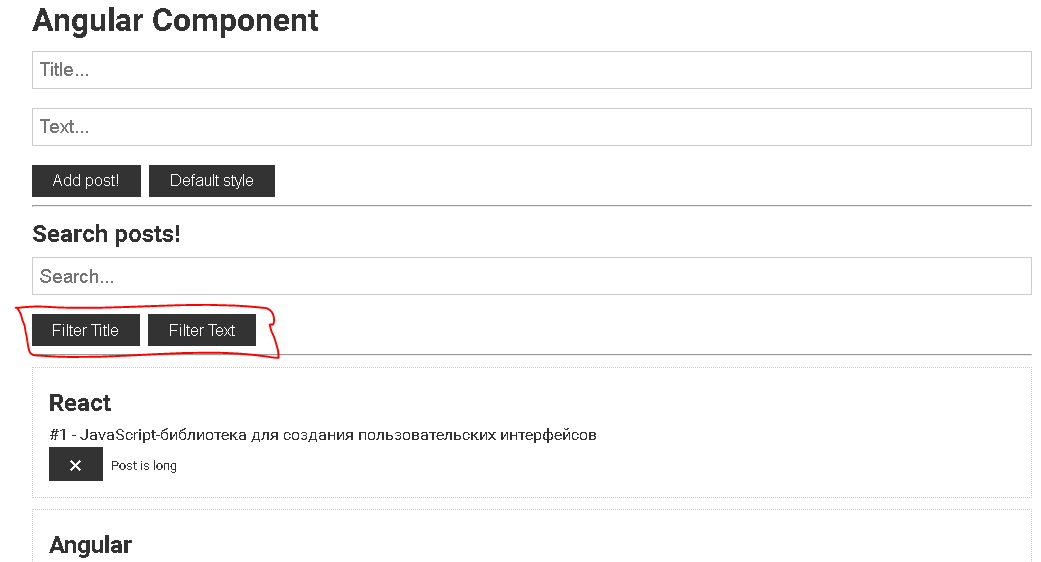 Angular Component
Title...
Text...
Add post! Default style
Search posts!
Search...
Filter Title Filter Text
React
#1 - JavaScript-библиотека для создания пользовательских интерфейсов
✕ Post is long
Angular